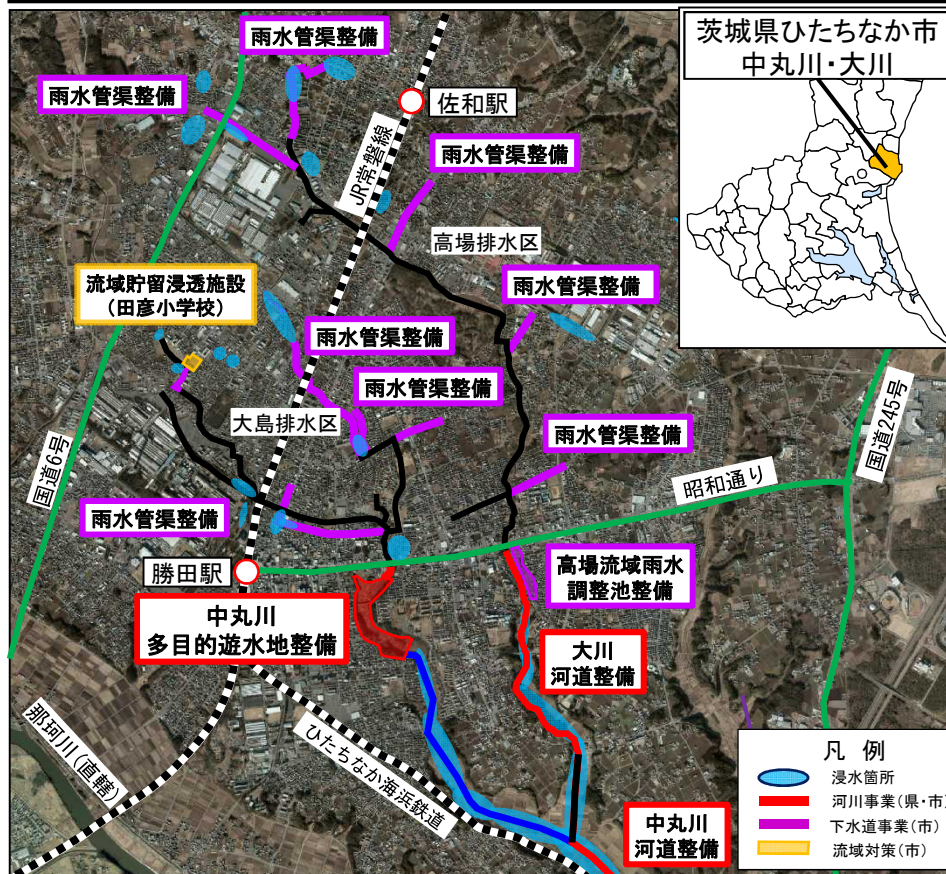 茨城県ひたちなか市
中丸川・大川
雨水管渠整備
雨水管渠整備
佐和駅
雨水管渠整備
JR常磐線
高場排水区
流域貯留浸透施設
(田彦小学校)
雨水管渠整備
雨水管渠整備
雨水管渠整備
大島排水区
国道6号
国道245号
雨水管渠整備
昭和通り
雨水管渠整備
勝田駅
高場流域雨水
調整池整備
中丸川
多目的遊水地整備
大川
河道整備
那珂川(直轄)
ひたちなか海浜鉄道
中丸川
河道整備
凡 例
浸水箇所
河川事業(県・市)
下水道事業(市)
流域対策(市)